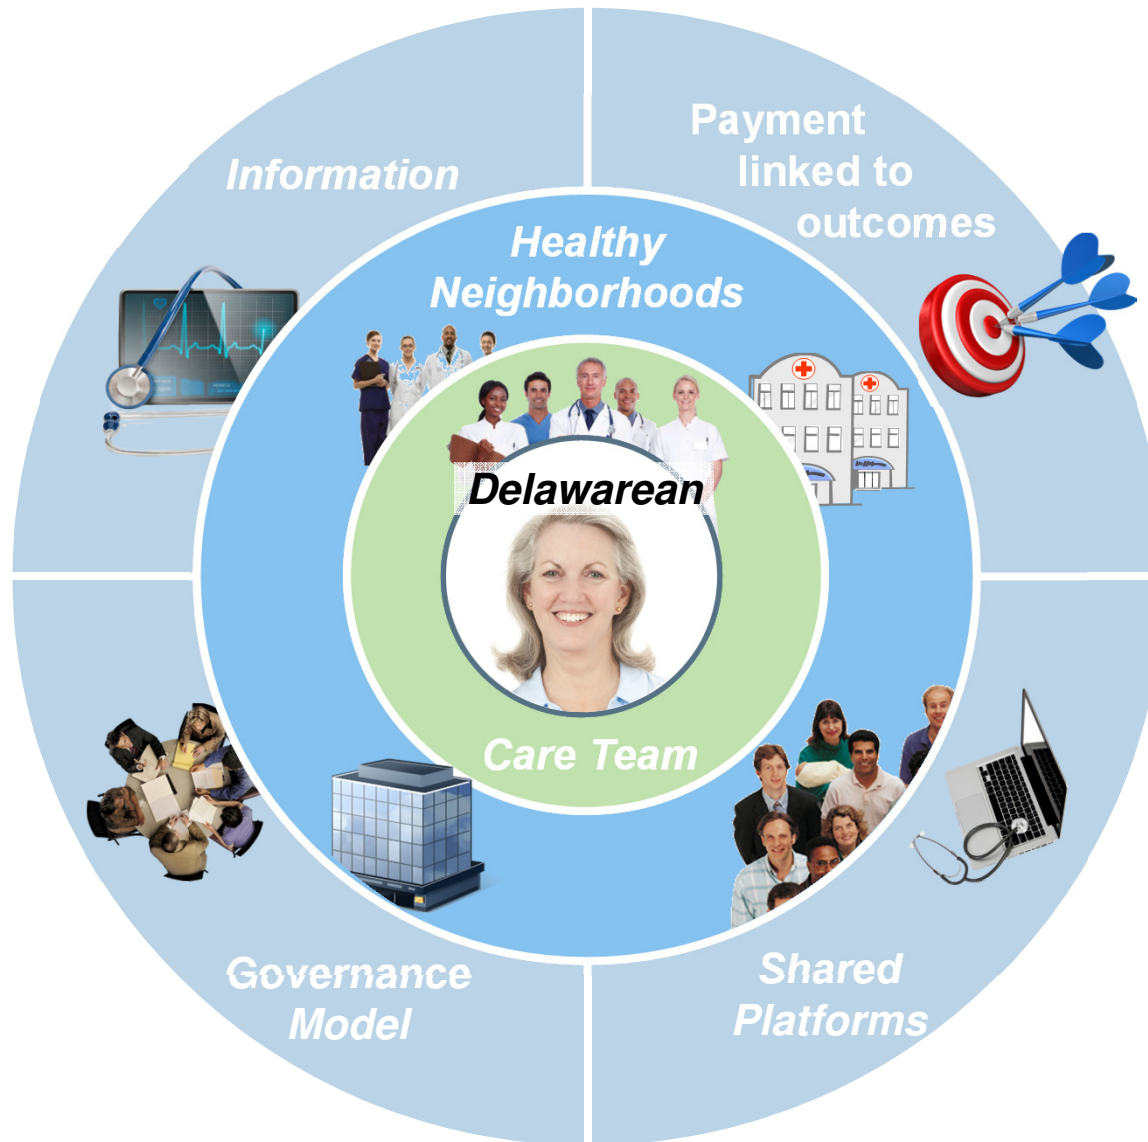 Information
Payment
linked to
outcomes
Healthy
Neighborhoods
Delawarean
Care Team
Governance
Model
Shared
Platforms